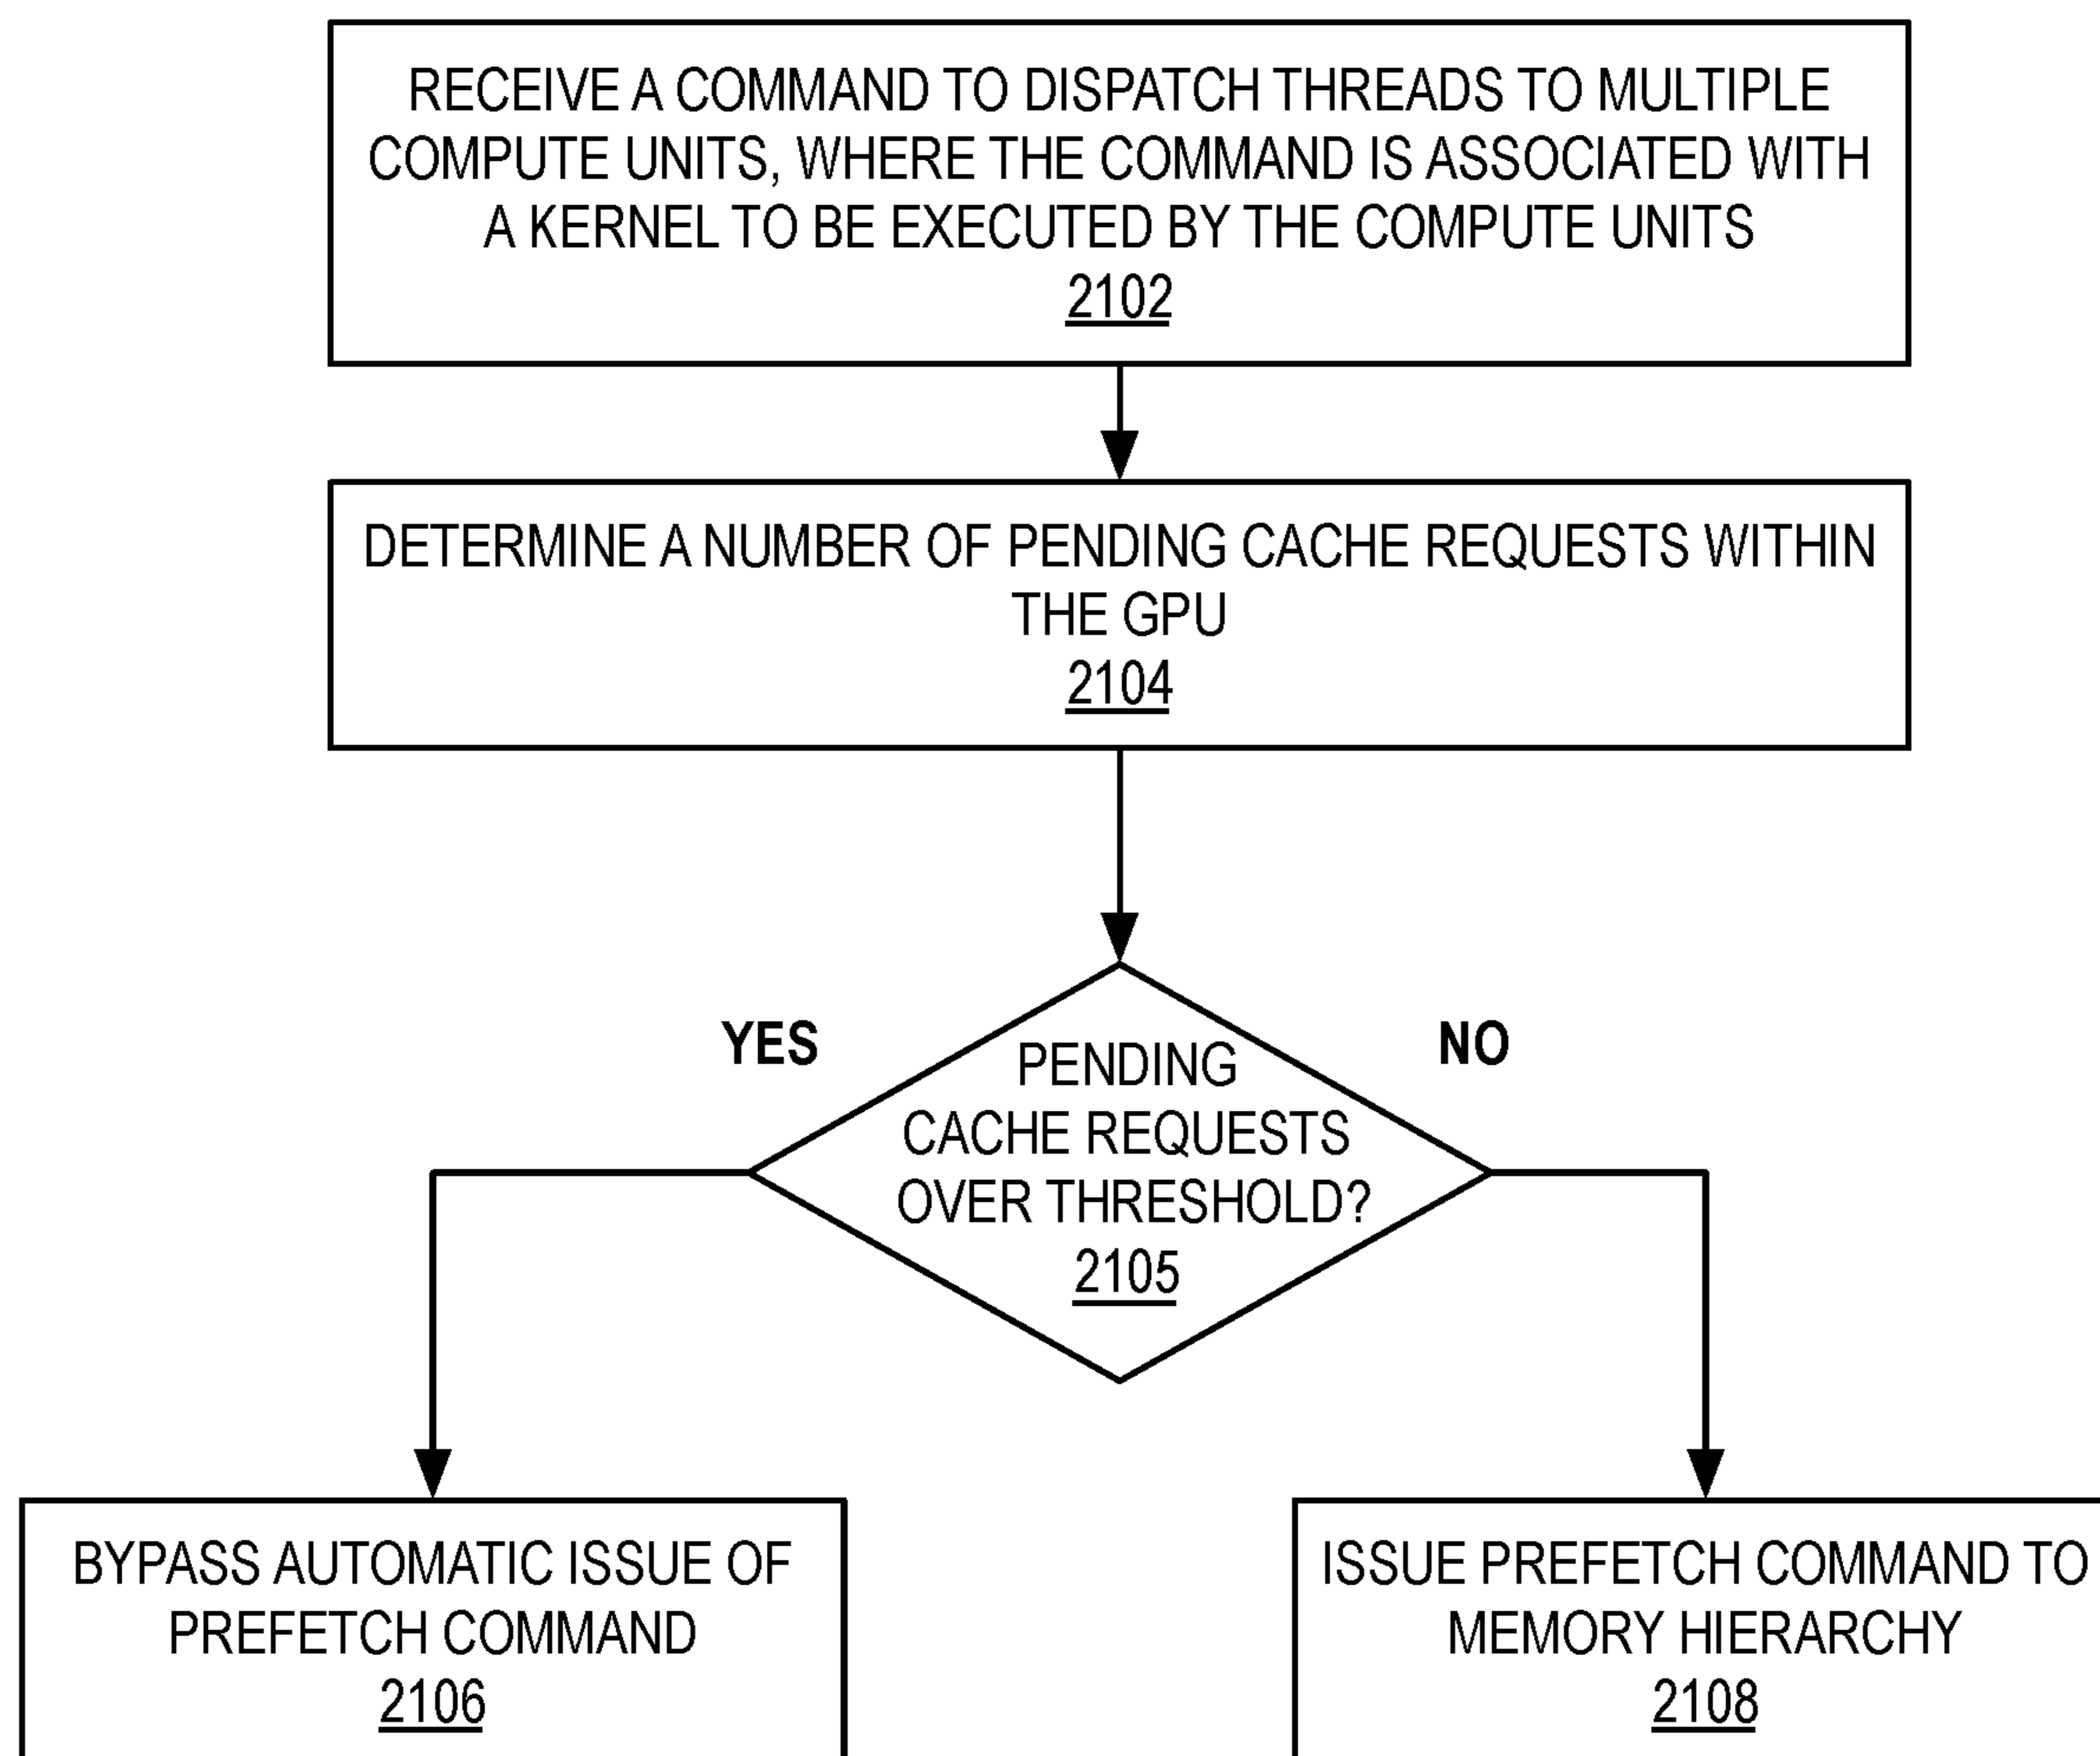 RECEIVE A COMMAND TO DISPATCH THREADS TO MULTIPLE
COMPUTE UNITS, WHERE THE COMMAND IS ASSOCIATED WITH
A KERNEL TO BE EXECUTED BY THE COMPUTE UNITS
2102
DETERMINE A NUMBER OF PENDING CACHE REQUESTS WITHIN
THE GPU
2104
YES
NO
PENDING
CACHE REQUESTS
OVER THRESHOLD?
2105
BYPASS AUTOMATIC ISSUE OF
PREFETCH COMMAND
2106
ISSUE PREFETCH COMMAND TO
MEMORY HIERARCHY
2108